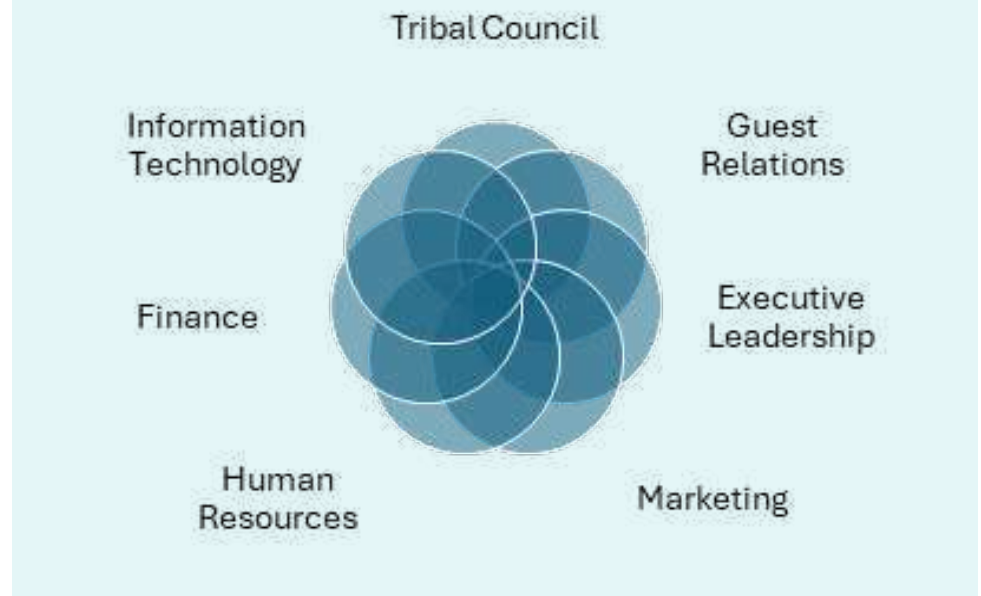 Tribal Council
Information
Technology
Guest
Relations
Finance
Executive
Leadership
Human
Resources
Marketing